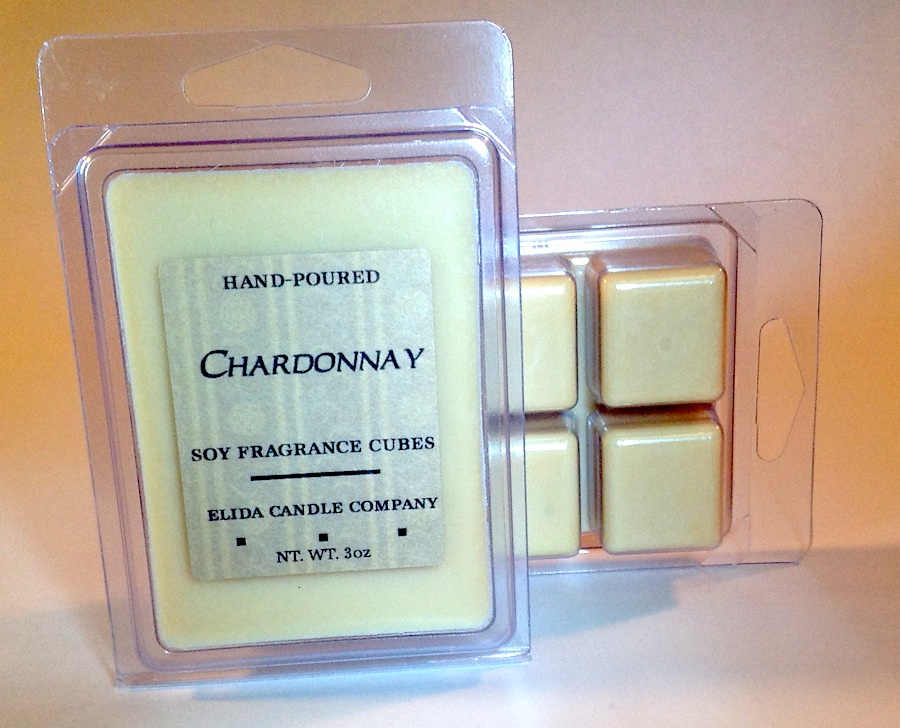 HAND-POURED
CHARDONNAY
SOY FRAGRANCE CUBES
ELIDA CANDLE COMPANY
NT. WT. 3oz